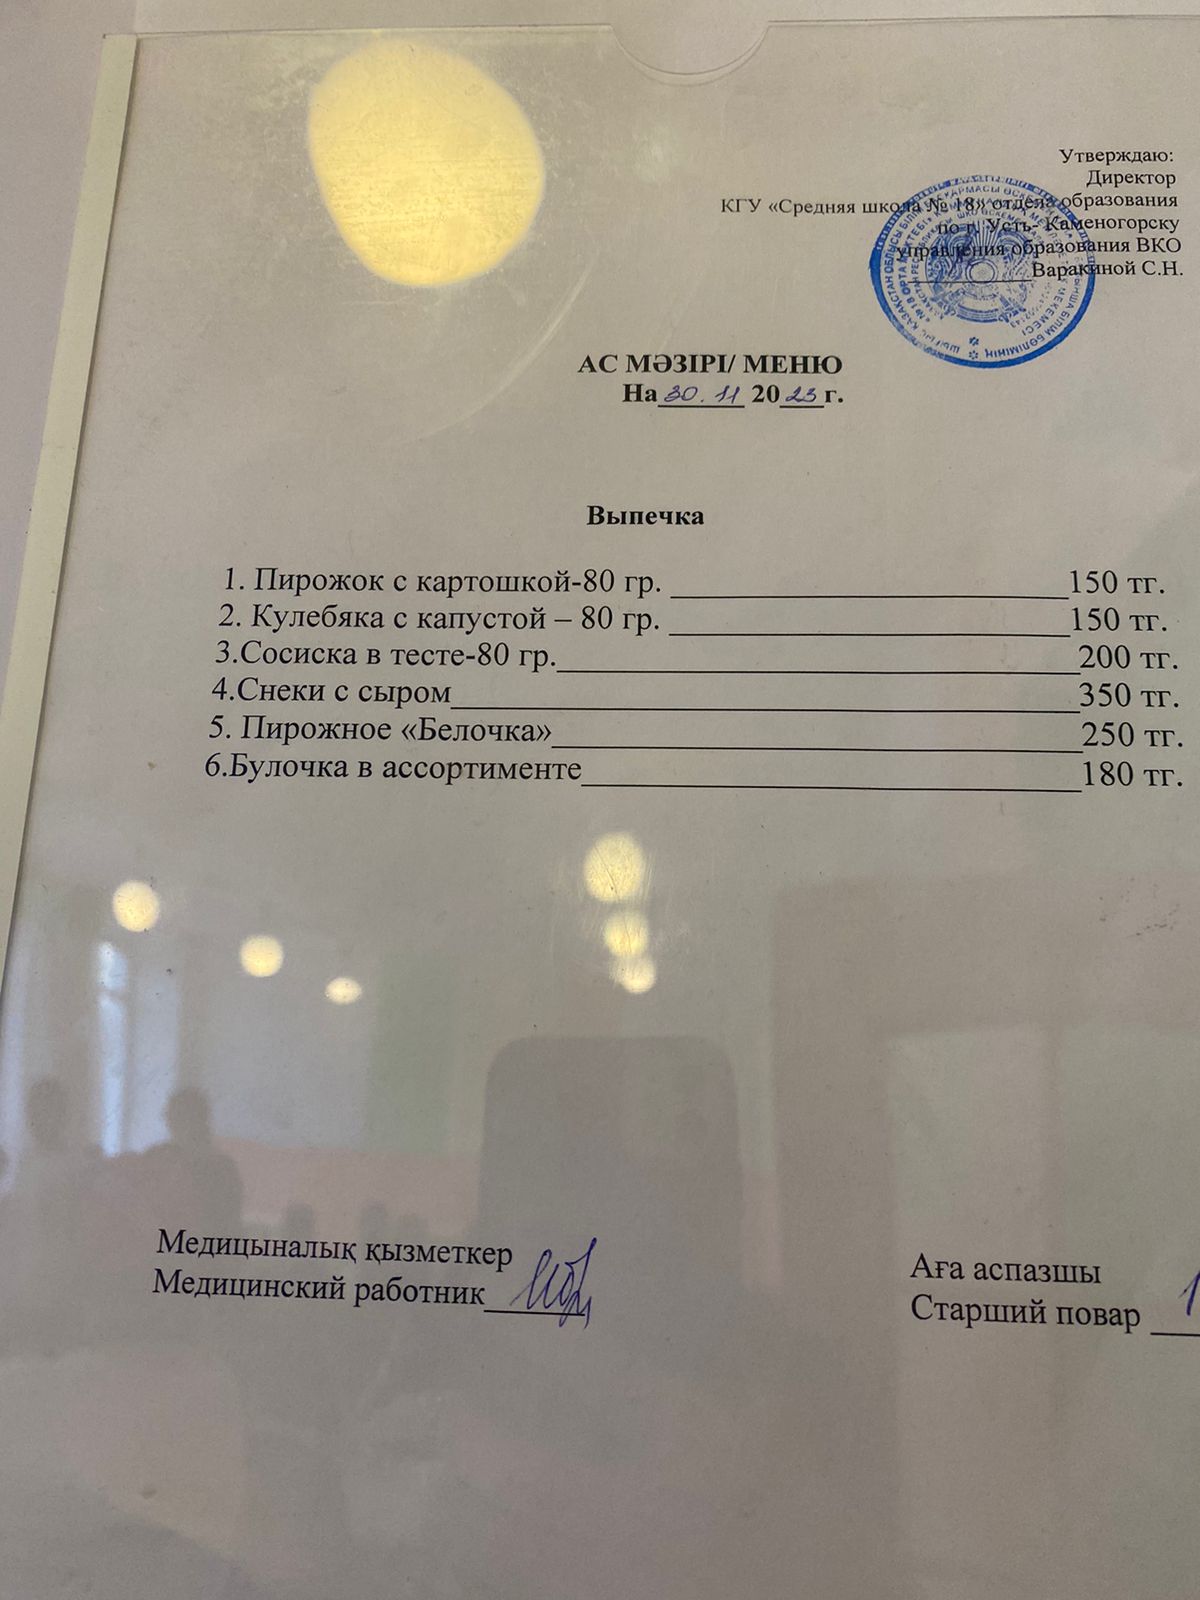 Утверждаю:
Директор
КГУ «Средняя школа № 18» отдела образования
по г. Усть- Каменогорску
управления образования ВКО
Варакиной С.Н.
АС МӘЗІРІ/ МЕНЮ
На 30.11 2023 г.
Выпечка
1. Пирожок с картошкой-80 гр. 150 тг.
2. Кулебяка с капустой – 80 гр. 150 тг.
3.Сосиска в тесте-80 гр. 200 тг.
4.Снеки с сыром 350 тг.
5. Пирожное «Белочка» 250 тг.
6.Булочка в ассортименте 180 тг.
Медицыналық қызметкер
Медицинский работник
Аға аспазшы
Старший повар